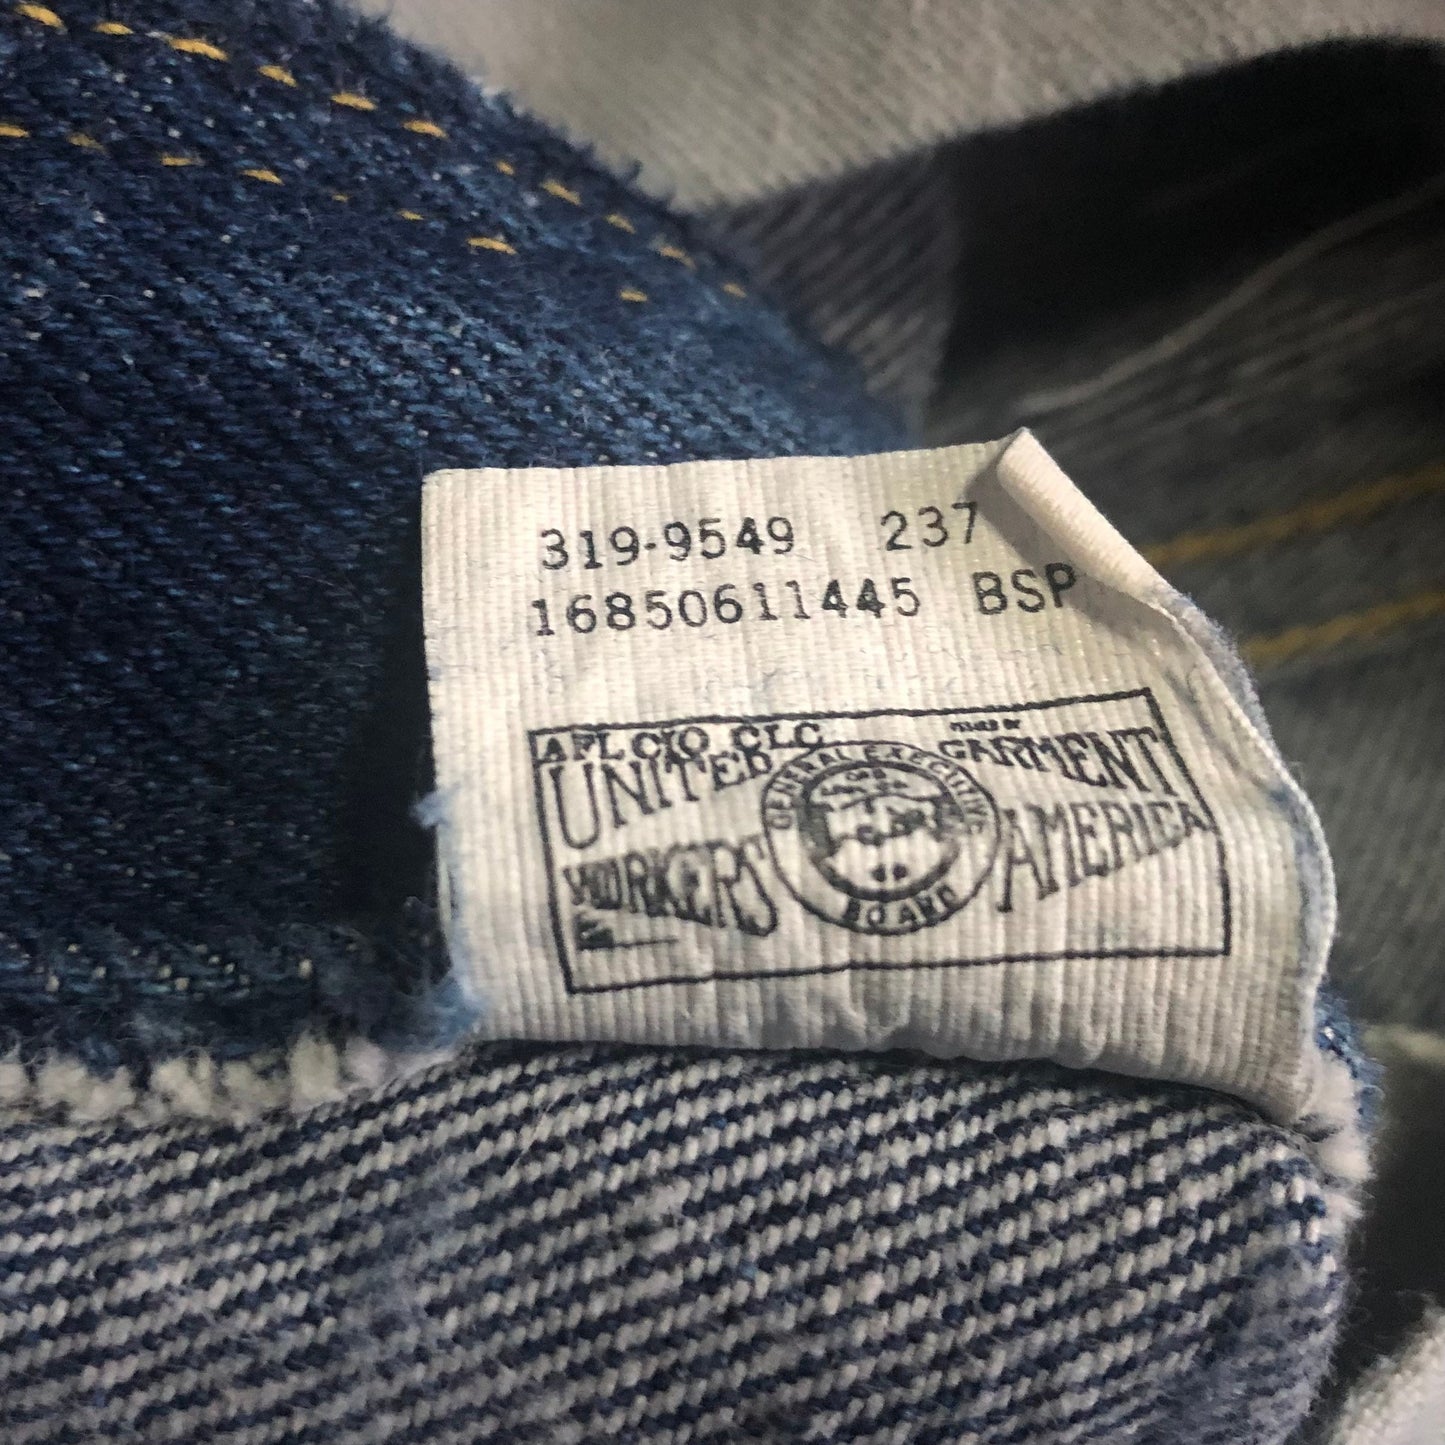 319-9549 237
16850611445 BSP
AFL CIO CLC
UNITED GARMENT
WORKERS AMERICA
GENERAL EXECUTIVE
BOARD